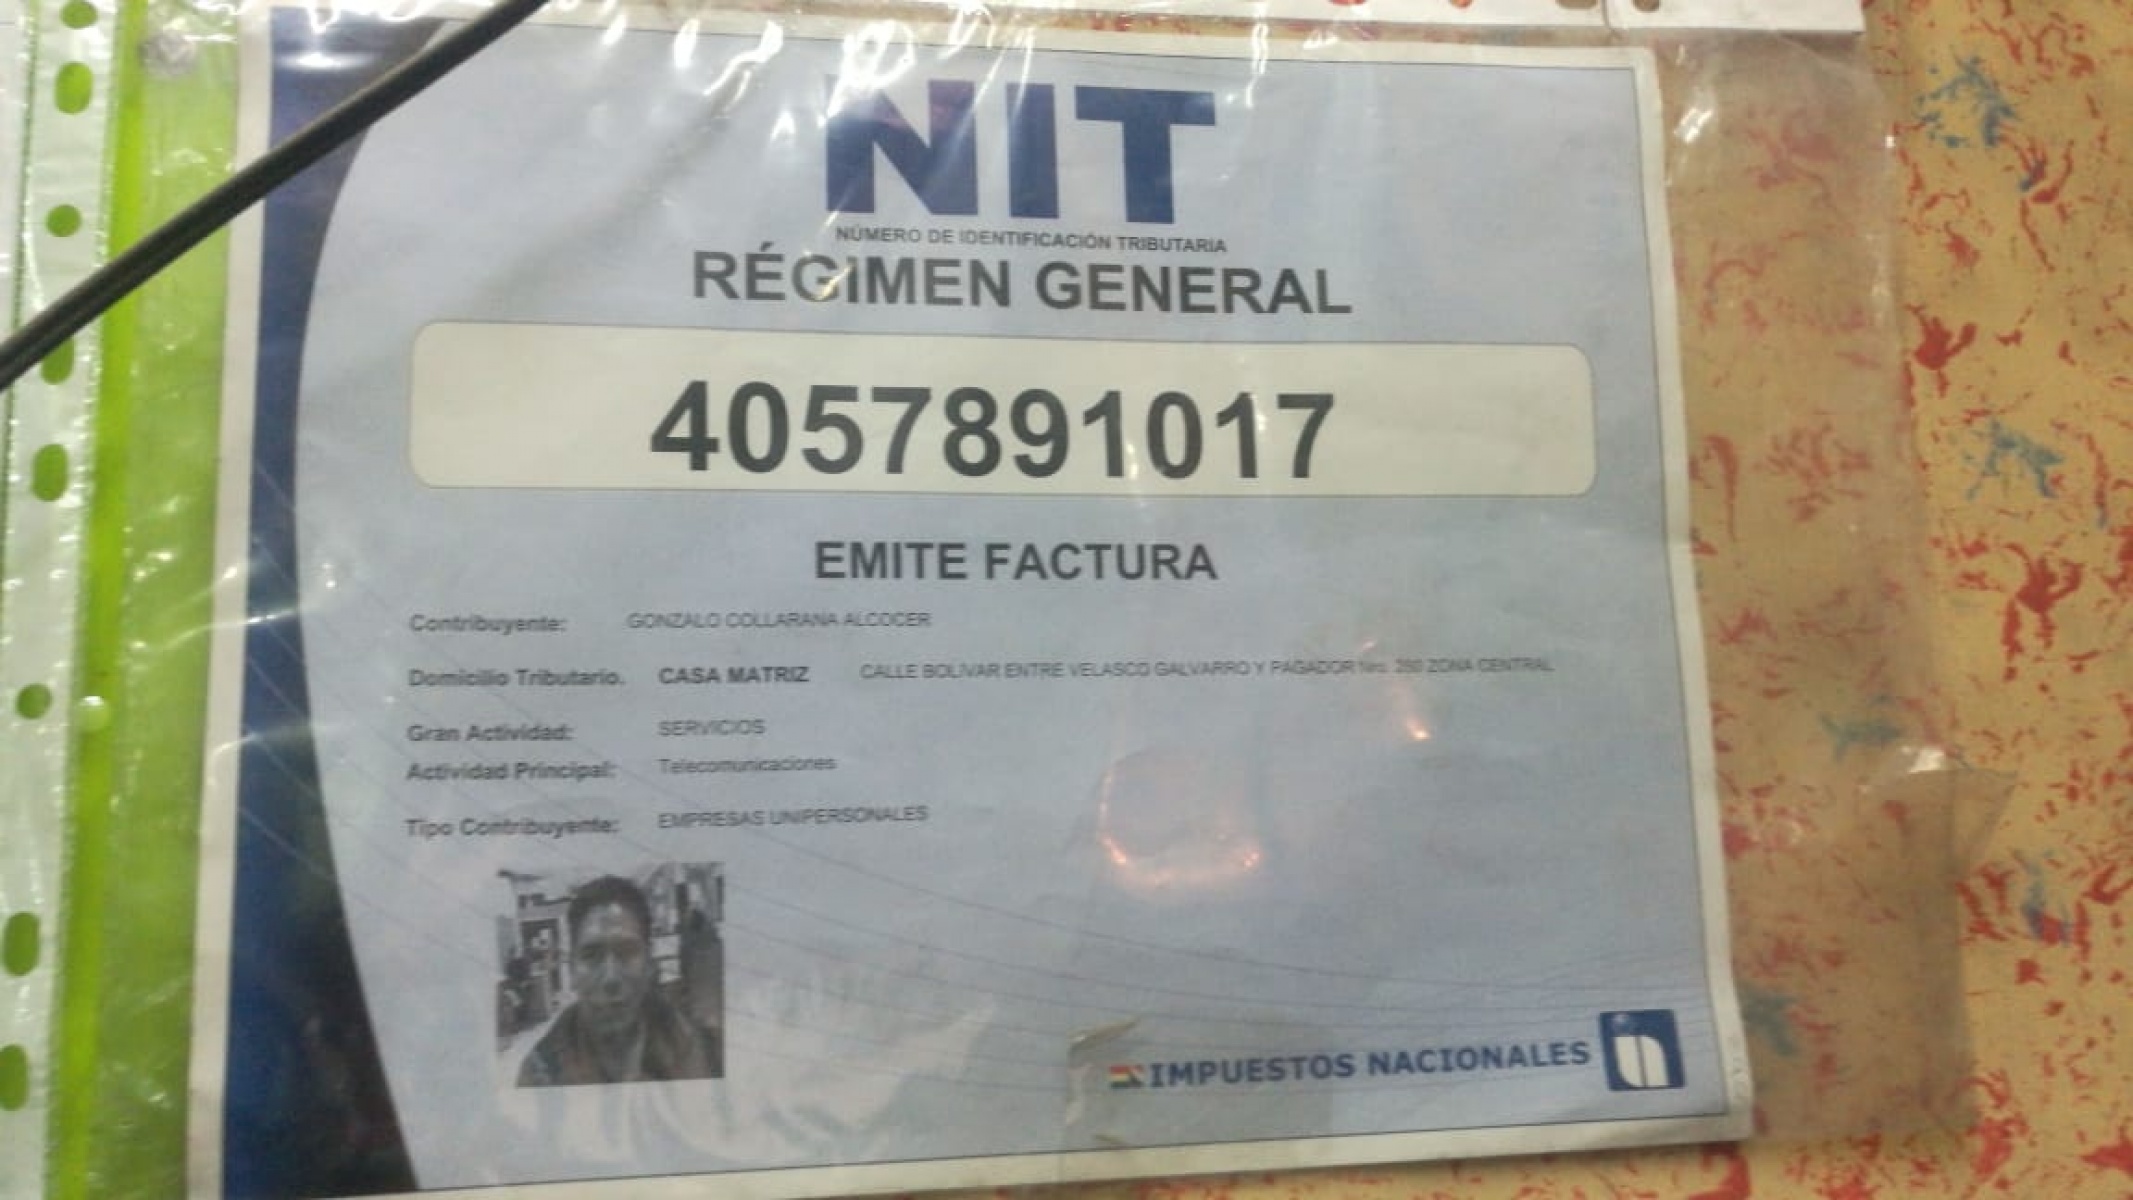 NIT
NÚMERO DE IDENTIFICACIÓN TRIBUTARIA
RÉGIMEN GENERAL
4057891017
EMITE FACTURA
Contribuyente: GONZALO COLLARANA ALCOCER
Domicilio Tributario. CASA MATRIZ CALLE BOLIVAR ENTRE VELASCO GALVARRO Y PAGADOR Nro. ZONA CENTRAL
Gran Actividad: SERVICIOS
Actividad Principal: Telecomunicaciones
Tipo Contribuyente: EMPRESAS UNIPERSONALES
IMPUESTOS NACIONALES